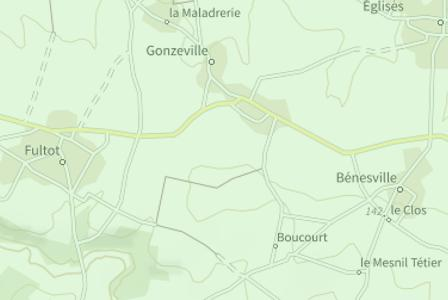 la Maladrerie
Églises
Gonzeville
Fultot
Bénesville
142
le Clos
Boucourt
le Mesnil Tétier